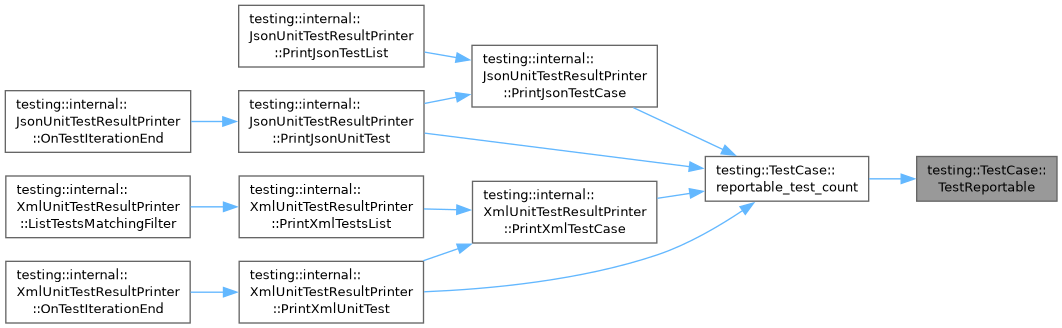 testing::internal::
JsonUnitTestResultPrinter
::PrintJsonTestList
testing::internal::
JsonUnitTestResultPrinter
::PrintJsonTestCase
testing::internal::
JsonUnitTestResultPrinter
::OnTestIterationEnd
testing::internal::
JsonUnitTestResultPrinter
::PrintJsonUnitTest
testing::TestCase::
reportable_test_count
testing::TestCase::
TestReportable
testing::internal::
XmlUnitTestResultPrinter
::ListTestsMatchingFilter
testing::internal::
XmlUnitTestResultPrinter
::PrintXmlTestsList
testing::internal::
XmlUnitTestResultPrinter
::PrintXmlTestCase
testing::internal::
XmlUnitTestResultPrinter
::OnTestIterationEnd
testing::internal::
XmlUnitTestResultPrinter
::PrintXmlUnitTest